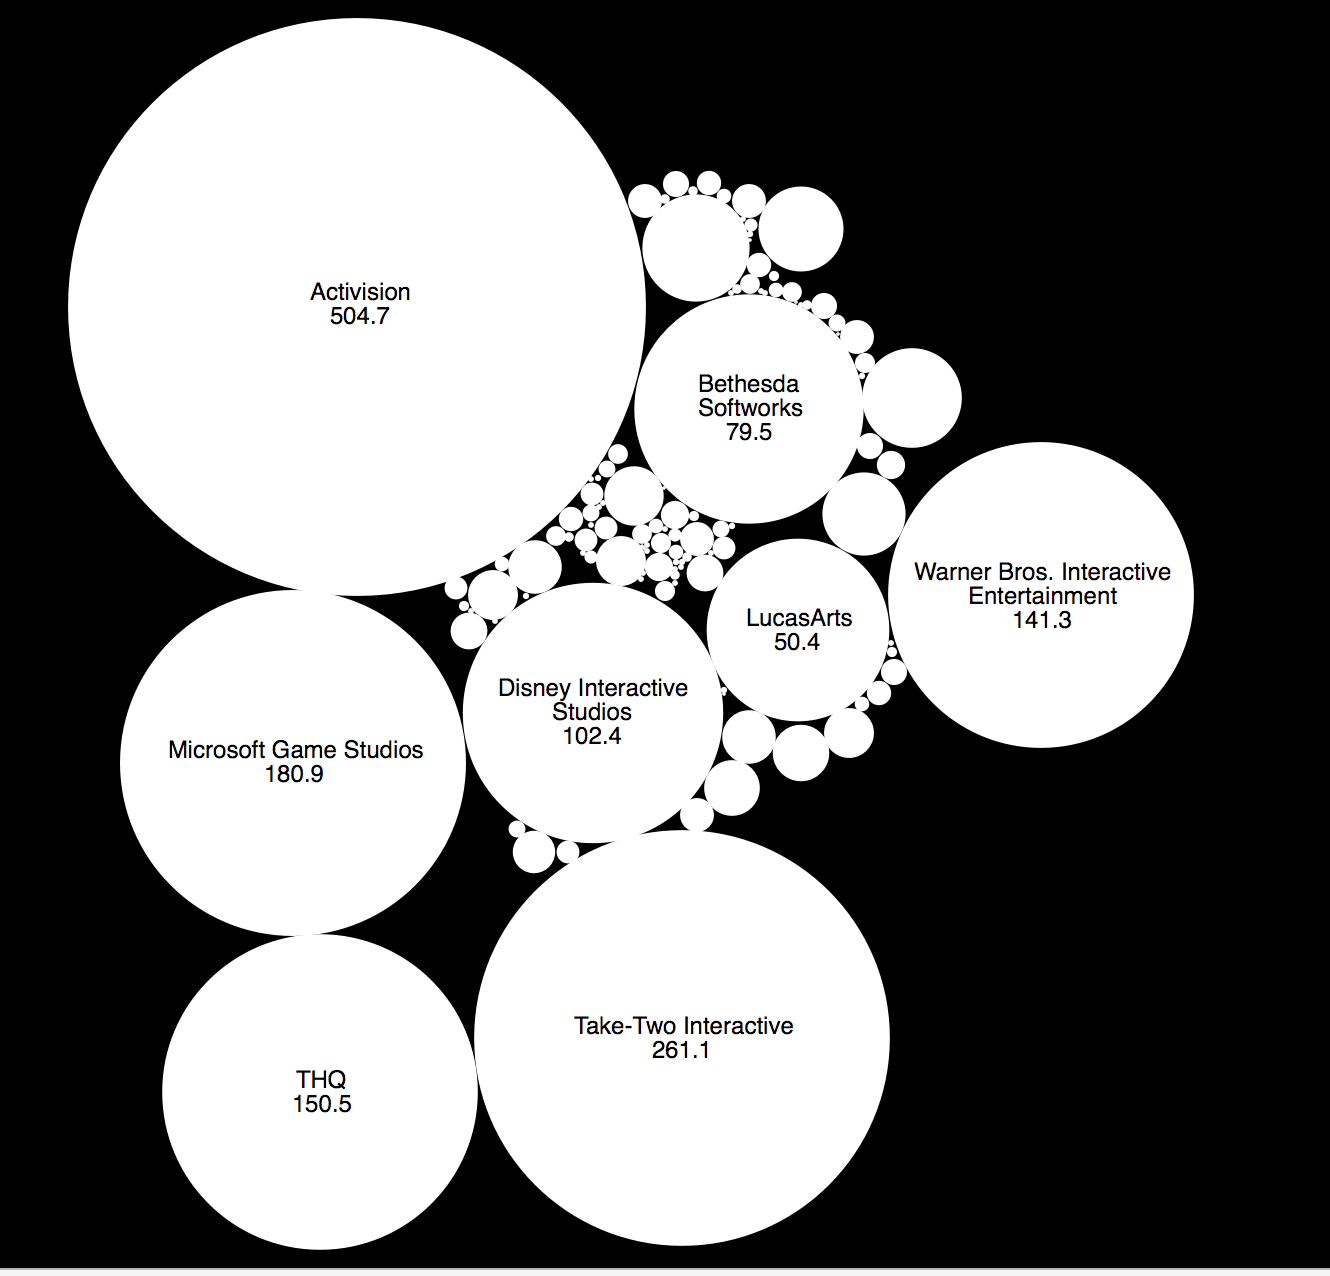 Activision
504.7
Bethesda
Softworks
79.5
Warner Bros. Interactive
Entertainment
141.3
LucasArts
50.4
Disney Interactive
Studios
102.4
Microsoft Game Studios
180.9
Take-Two Interactive
261.1
THQ
150.5